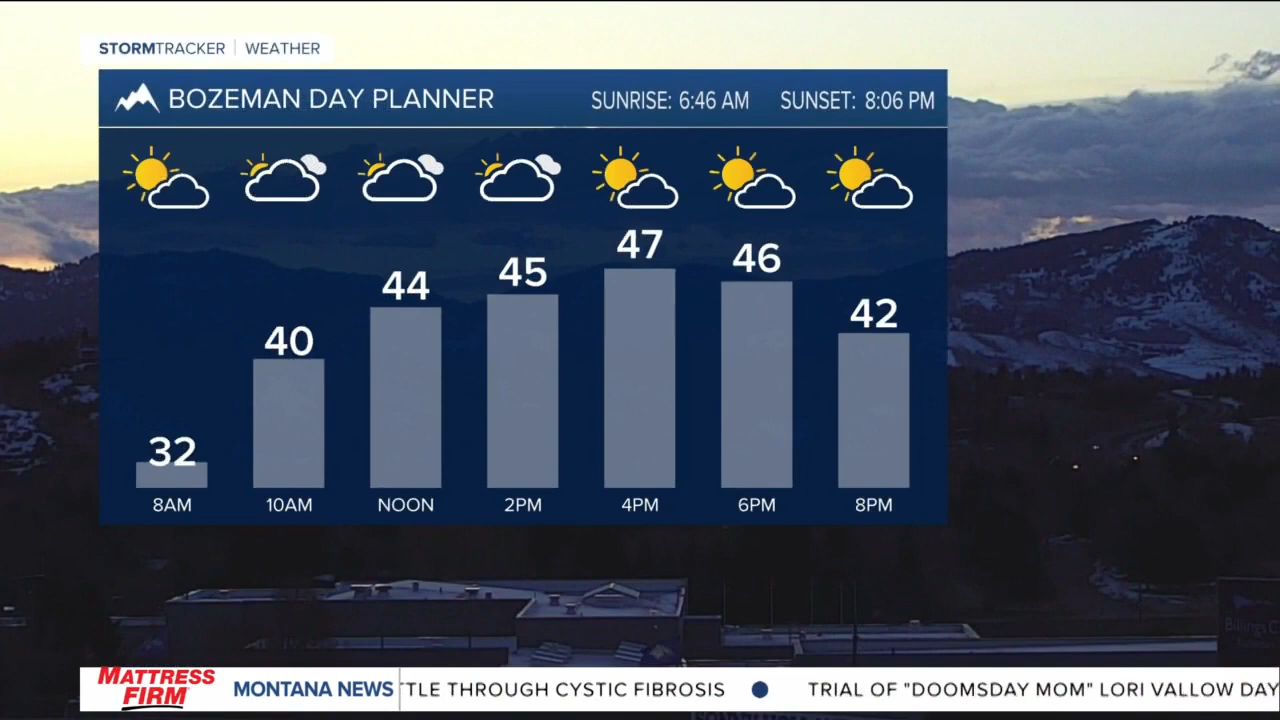 STORMTRACKER | WEATHER
BOZEMAN DAY PLANNER SUNRISE: 6:46 AM SUNSET: 8:06 PM
32 40 44 45 47 46 42
8AM 10AM NOON 2PM 4PM 6PM 8PM
Billings C
MATTRESS
FIRM
MONTANA NEWS TLE THROUGH CYSTIC FIBROSIS • TRIAL OF "DOOMSDAY MOM" LORI VALLOW DAY